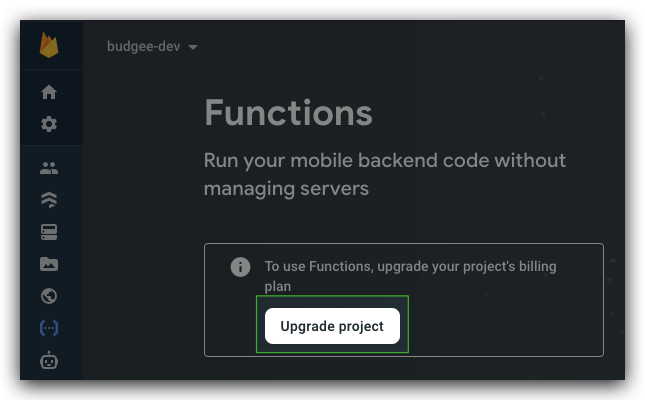 budgee-dev
Functions
Run your mobile backend code without
managing servers
To use Functions, upgrade your project's billing
plan
Upgrade project